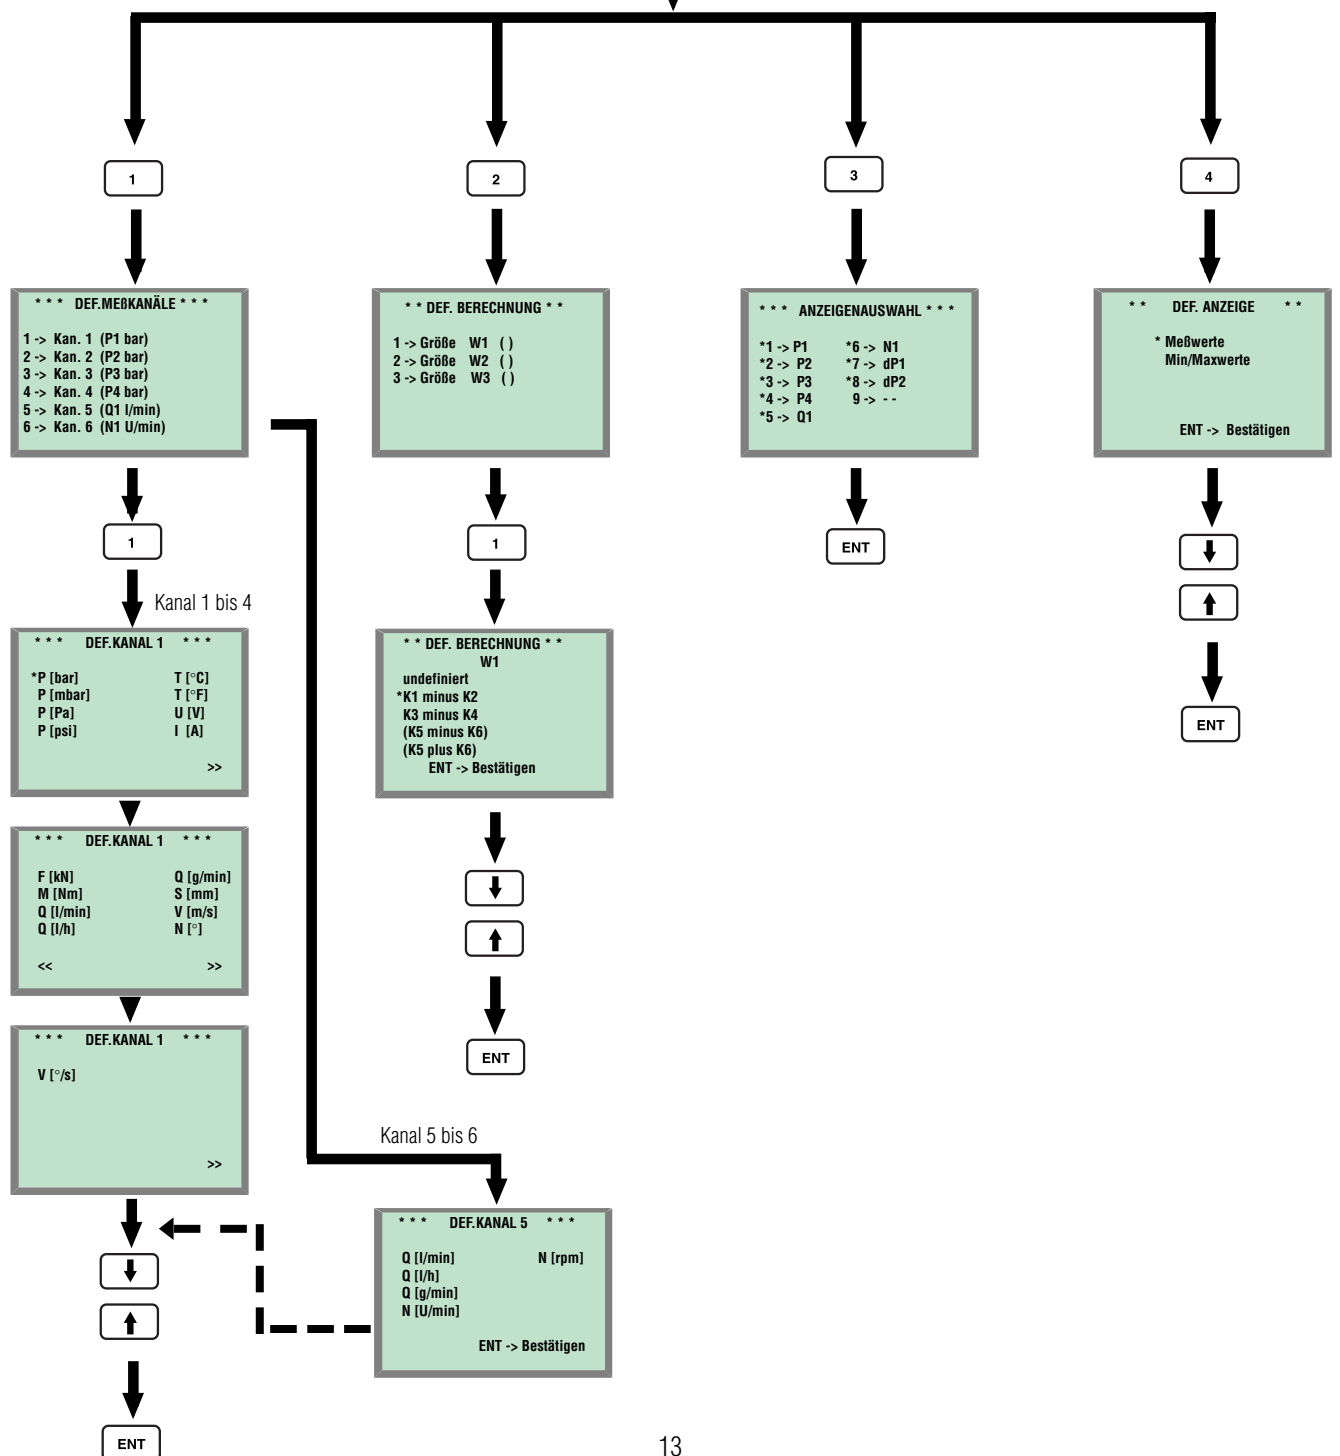 1
2
3
4
* * * DEF.MEßKANÄLE * * *
1 -> Kan. 1 (P1 bar)
2 -> Kan. 2 (P2 bar)
3 -> Kan. 3 (P3 bar)
4 -> Kan. 4 (P4 bar)
5 -> Kan. 5 (Q1 l/min)
6 -> Kan. 6 (N1 U/min)
* * DEF. BERECHNUNG * *
1 -> Größe W1 ( )
2 -> Größe W2 ( )
3 -> Größe W3 ( )
* * * ANZEIGENAUSWAHL * * *
*1 -> P1 *6 -> N1
*2 -> P2 *7 -> dP1
*3 -> P3 *8 -> dP2
*4 -> P4 9 -> - -
*5 -> Q1
* * DEF. ANZEIGE * *
* Meßwerte
Min/Maxwerte
ENT -> Bestätigen
1
1
ENT
Kanal 1 bis 4
* * * DEF.KANAL 1 * * *
*P [bar] T [°C]
P [mbar] T [°F]
P [Pa] U [V]
P [psi] I [A]
>>
* * DEF. BERECHNUNG * *
W1
undefiniert
*K1 minus K2
K3 minus K4
(K5 minus K6)
(K5 plus K6)
ENT -> Bestätigen
ENT
* * * DEF.KANAL 1 * * *
F [kN] Q [g/min]
M [Nm] S [mm]
Q [l/min] V [m/s]
Q [l/h] N [°]
<< >>
* * * DEF.KANAL 1 * * *
V [°/s]
>>
ENT
Kanal 5 bis 6
* * * DEF.KANAL 5 * * *
Q [l/min] N [rpm]
Q [l/h]
Q [g/min]
N [U/min]
ENT -> Bestätigen
ENT
13